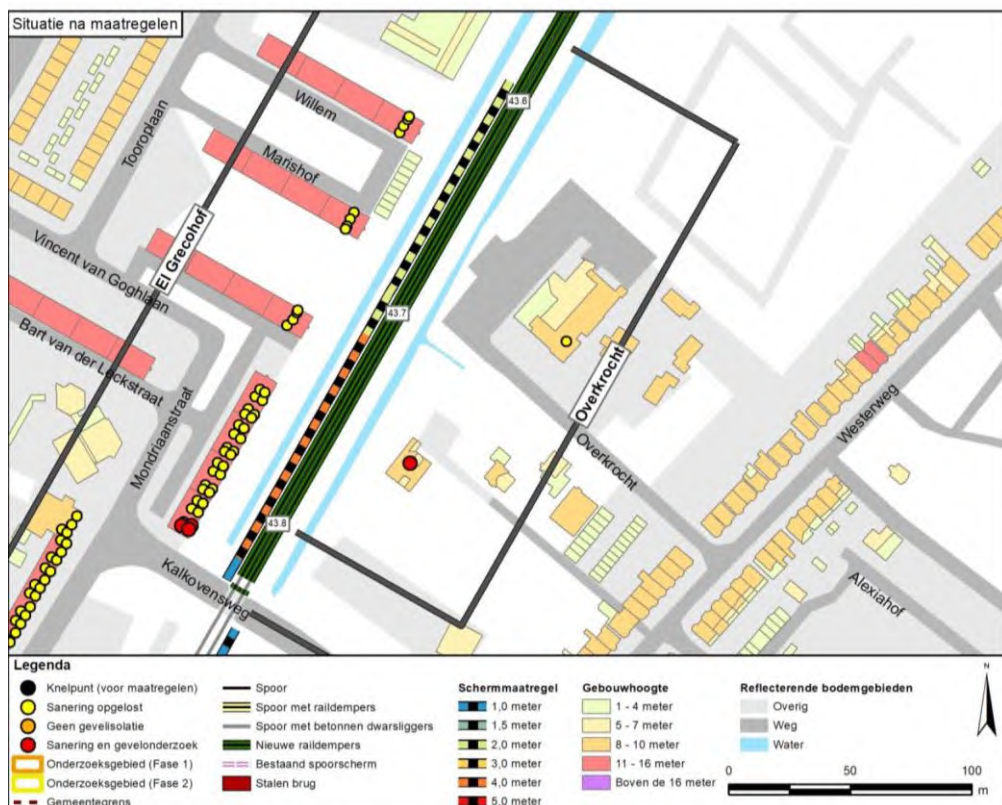 Situatie na maatregelen
Willem
Marishof
Tooroplaan
43.6
El Grecohof
Vincent van Goghlaan
Bart van der Leckstraat
43.7
Mondriaanstraat
Overkrocht
Overkrocht
Westerweg
43.8
Kalkovensweg
Alexiahof
Legenda
Knelpunt (voor maatregelen)
Sanering opgelost
Geen gevelisolatie
Sanering en gevelonderzoek
Onderzoeksgebied (Fase 1)
Onderzoeksgebied (Fase 2)
Gemeentegrens
Spoor
Spoor met raildempers
Spoor met betonnen dwarsliggers
Nieuwe raildempers
Bestaand spoorscherm
Stalen brug
Schermmaatregel
1,0 meter
1,5 meter
2,0 meter
3,0 meter
4,0 meter
5,0 meter
Gebouwhoogte
1 - 4 meter
5 - 7 meter
8 - 10 meter
11 - 16 meter
Boven de 16 meter
Reflecterende bodemgebieden
Overig
Weg
Water
N
0 50 100
m